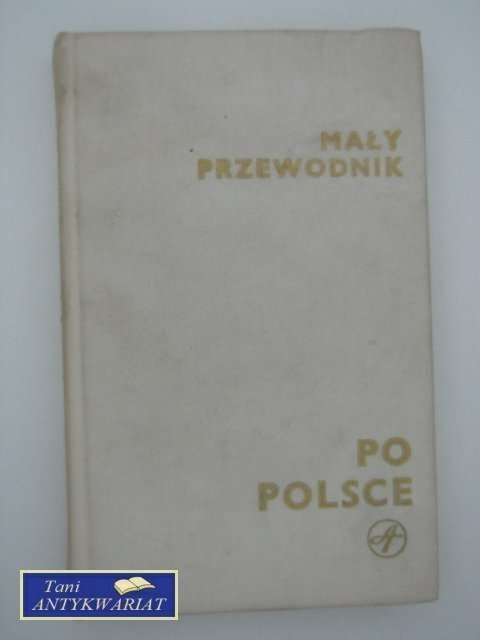 MAŁY
PRZEWODNIK
PO
POLSCE
Tani
ANTYKWARIAT